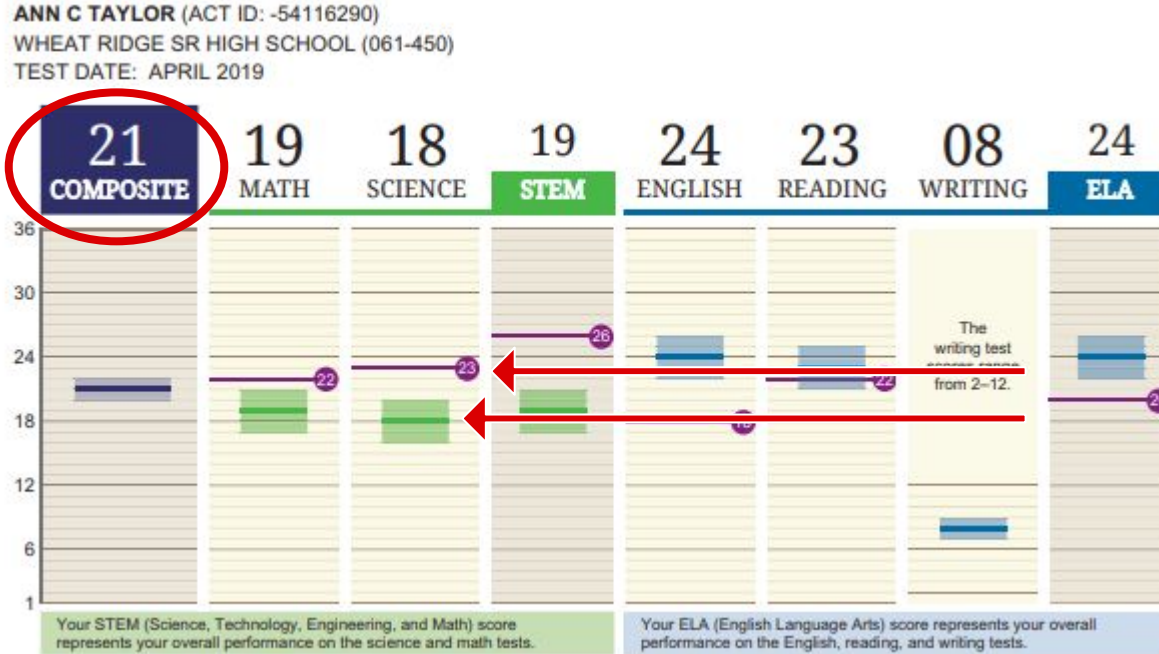 ANN C TAYLOR (ACT ID: -54116290)
WHEAT RIDGE SR HIGH SCHOOL (061-450)
TEST DATE: APRIL 2019
21 19 18 19 24 23 08 24
COMPOSITE MATH SCIENCE STEM ENGLISH READING WRITING ELA
36
30
26
The
writing test
scores range
from 2–12.
24
23
22
22
18
12
6
1
Your STEM (Science, Technology, Engineering, and Math) score
represents your overall performance on the science and math tests.
Your ELA (English Language Arts) score represents your overall
performance on the English, reading, and writing tests.